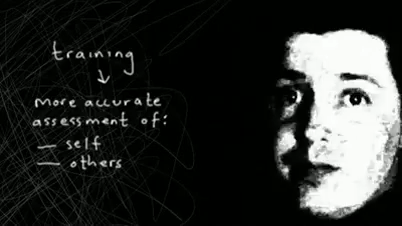 training
↓
more accurate
assessment of:
— self
— others